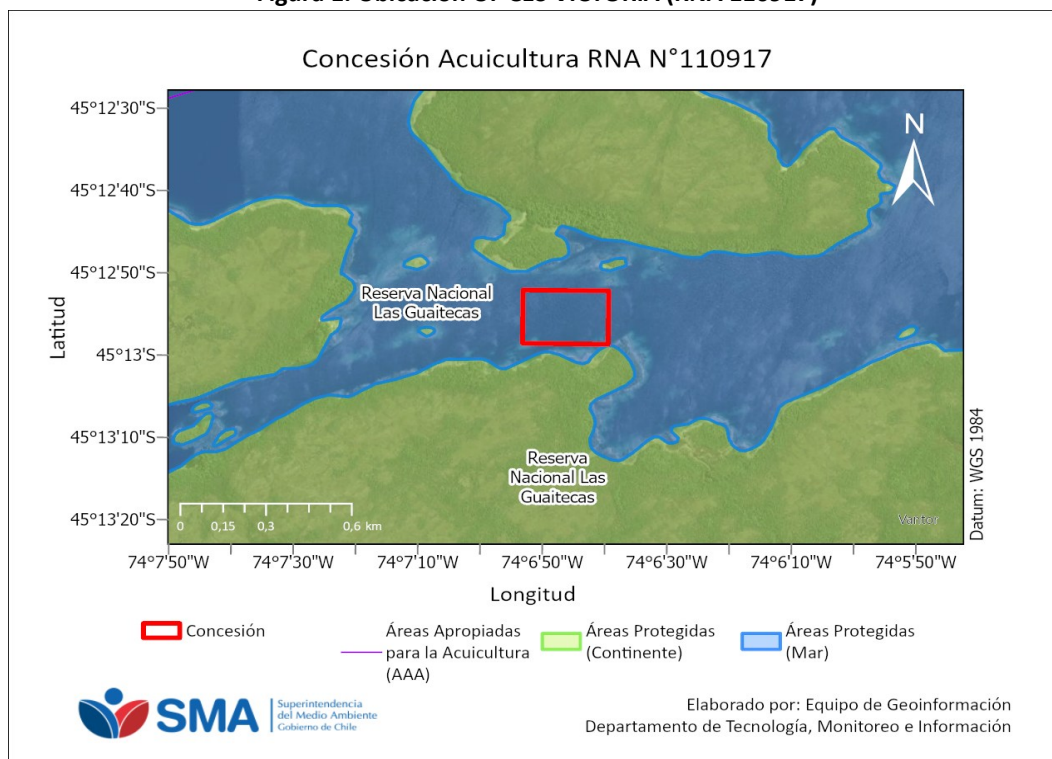 Concesión Acuicultura RNA N°110917
45°12'30"S
45°12'40"S
45°12'50"S
45°13'S
45°13'10"S
45°13'20"S
Latitud
N
Reserva Nacional
Las Guaitecas
Reserva
Nacional Las
Guaitecas
0 0,15 0,3 0,6 km
Vantor
Datum: WGS 1984
74°7'50"W 74°7'30"W 74°7'10"W 74°6'50"W 74°6'30"W 74°6'10"W 74°5'50"W
Longitud
Concesión
Áreas Apropiadas
para la Acuicultura
(AAA)
Áreas Protegidas
(Continente)
Áreas Protegidas
(Mar)
SMA
Superintendencia
del Medio Ambiente
Gobierno de Chile
Elaborado por: Equipo de Geoinformación
Departamento de Tecnología, Monitoreo e Información